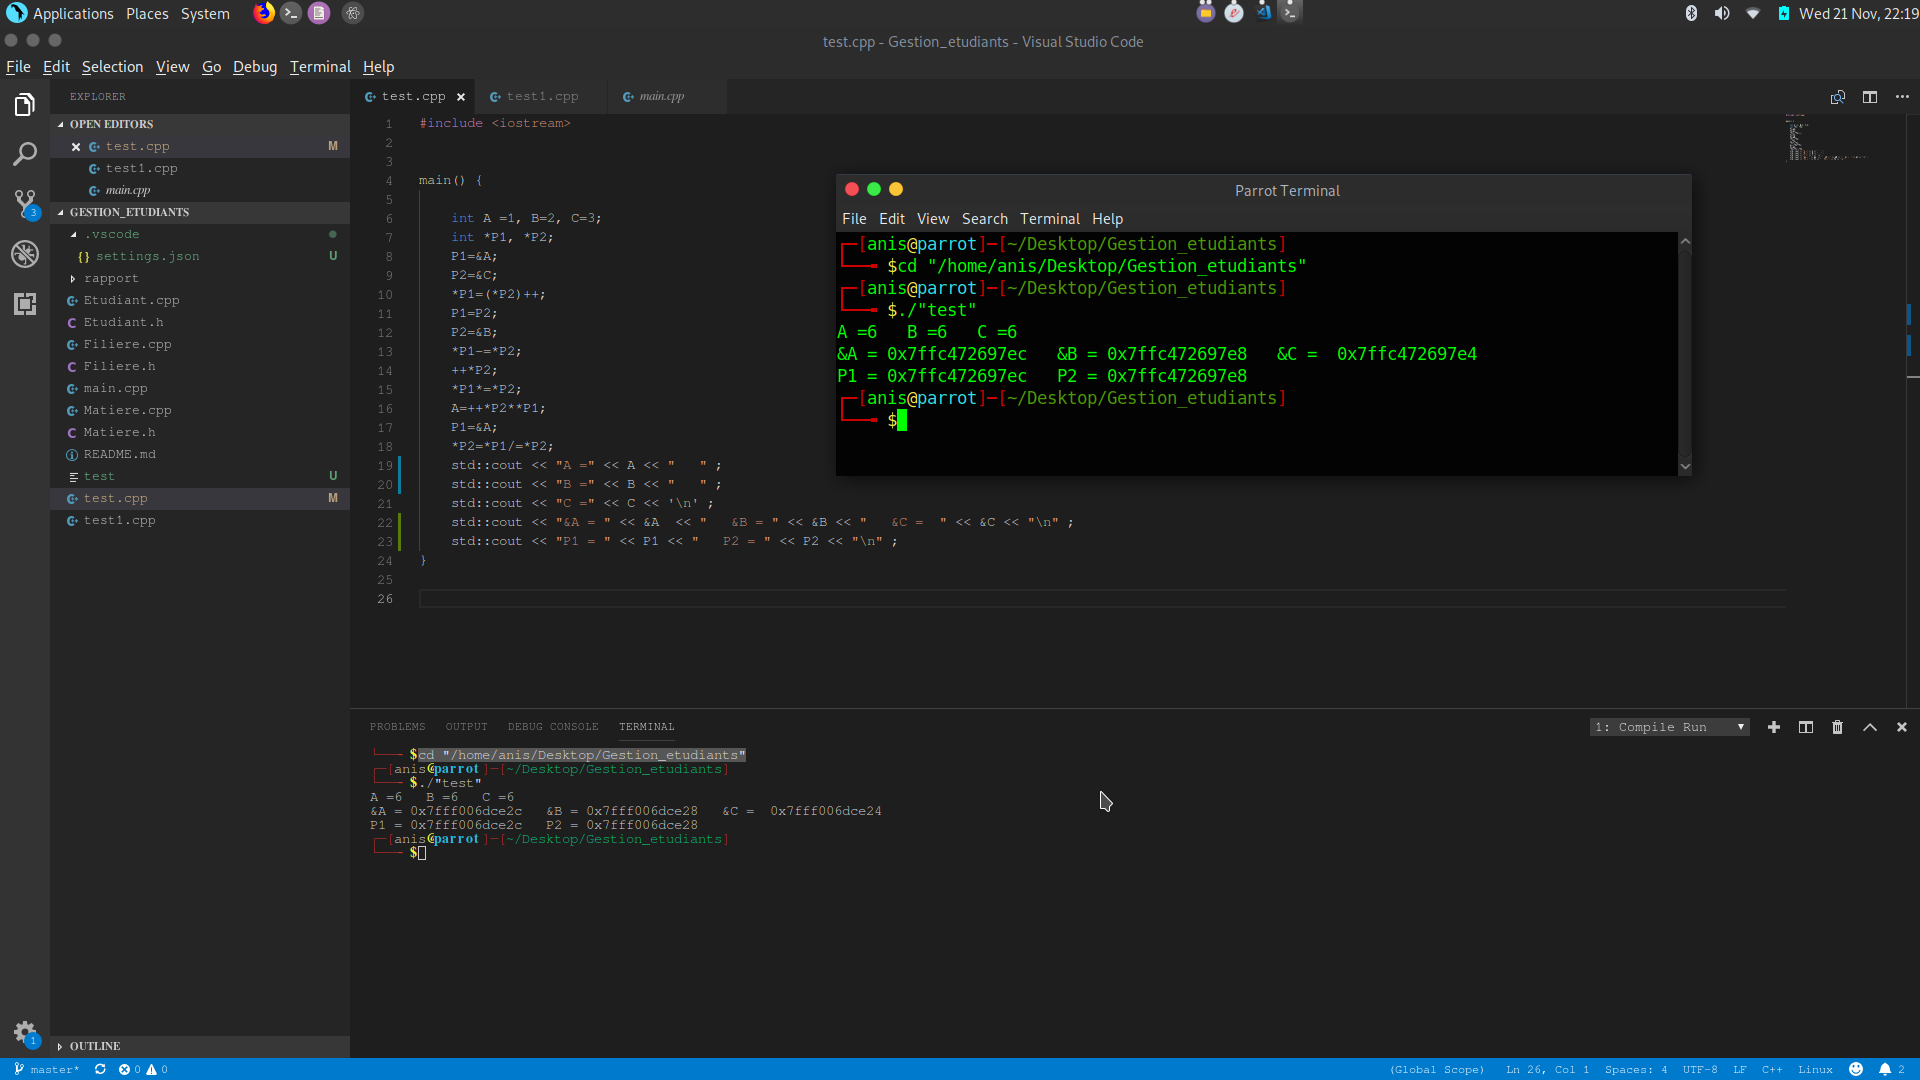 Applications Places System
Wed 21 Nov, 22:19
test.cpp - Gestion_etudiants - Visual Studio Code
File Edit Selection View Go Debug Terminal Help
EXPLORER
OPEN EDITORS
test.cpp M
test1.cpp
main.cpp
3
GESTION_ETUDIANTS
.vscode
settings.json U
rapport
Etudiant.cpp
Etudiant.h
Filiere.cpp
Filiere.h
main.cpp
Matiere.cpp
Matiere.h
README.md
test U
test.cpp M
test1.cpp
OUTLINE
1
test.cpp test1.cpp main.cpp
1 #include <iostream>
2
3
4 main() {
5
6 int A =1, B=2, C=3;
7 int *P1, *P2;
8 P1=&A;
9 P2=&C;
10 *P1=(*P2)++;
11 P1=P2;
12 P2=&B;
13 *P1-=*P2;
14 ++*P2;
15 *P1*=*P2;
16 A=++*P2**P1;
17 P1=&A;
18 *P2=*P1/=*P2;
19 std::cout << "A =" << A << "   " ;
20 std::cout << "B =" << B << "   " ;
21 std::cout << "C =" << C << '\n' ;
22 std::cout << "&A = " << &A  << "   &B = " << &B << "   &C =  " << &C << "\n" ;
23 std::cout << "P1 = " << P1 << "   P2 = " << P2 << "\n" ;
24 }
25
26
Parrot Terminal
File Edit View Search Terminal Help
┌─[anis@parrot]─[~/Desktop/Gestion_etudiants]
└──╼ $cd "/home/anis/Desktop/Gestion_etudiants"
┌─[anis@parrot]─[~/Desktop/Gestion_etudiants]
└──╼ $./"test"
A =6   B =6   C =6
&A = 0x7ffc472697ec   &B = 0x7ffc472697e8   &C =  0x7ffc472697e4
P1 = 0x7ffc472697ec   P2 = 0x7ffc472697e8
┌─[anis@parrot]─[~/Desktop/Gestion_etudiants]
└──╼ $
PROBLEMS OUTPUT DEBUG CONSOLE TERMINAL
1: Compile Run
└──╼ $cd "/home/anis/Desktop/Gestion_etudiants"
┌─[anis@parrot]─[~/Desktop/Gestion_etudiants]
└──╼ $./"test"
A =6   B =6   C =6
&A = 0x7fff006dce2c   &B = 0x7fff006dce28   &C =  0x7fff006dce24
P1 = 0x7fff006dce2c   P2 = 0x7fff006dce28
┌─[anis@parrot]─[~/Desktop/Gestion_etudiants]
└──╼ $
master* 0 0
(Global Scope) Ln 26, Col 1 Spaces: 4 UTF-8 LF C++ Linux 2